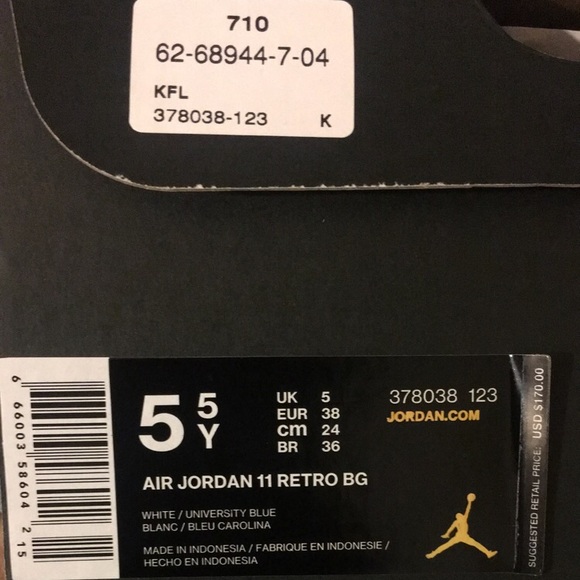 710
62-68944-7-04
KFL
378038-123 K
5 5 Y
UK 5
EUR 38
cm 24
BR 36
378038 123
JORDAN.COM
AIR JORDAN 11 RETRO BG
WHITE / UNIVERSITY BLUE
BLANC / BLEU CAROLINA
MADE IN INDONESIA / FABRIQUE EN INDONESIE /
HECHO EN INDONESIA
6 66003 58604 2 15
SUGGESTED RETAIL PRICE: USD $170.00